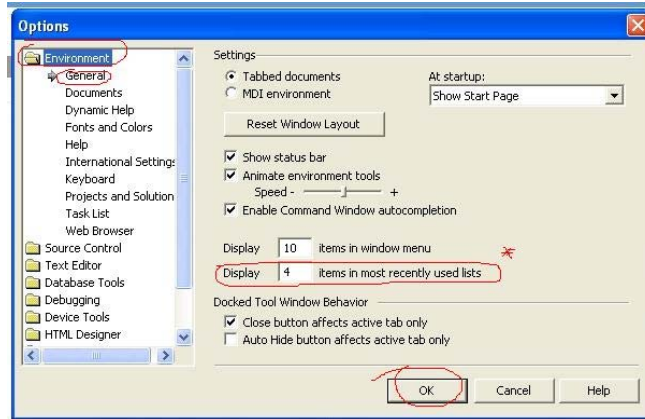 Options
Environment
General
Documents
Dynamic Help
Fonts and Colors
Help
International Settings
Keyboard
Projects and Solution
Task List
Web Browser
Source Control
Text Editor
Database Tools
Debugging
Device Tools
HTML Designer
Settings
Tabbed documents
MDI environment
At startup:
Show Start Page
Reset Window Layout
Show status bar
Animate environment tools
Speed - +
Enable Command Window autocompletion
Display 10 items in window menu
Display 4 items in most recently used lists
Docked Tool Window Behavior
Close button affects active tab only
Auto Hide button affects active tab only
OK Cancel Help